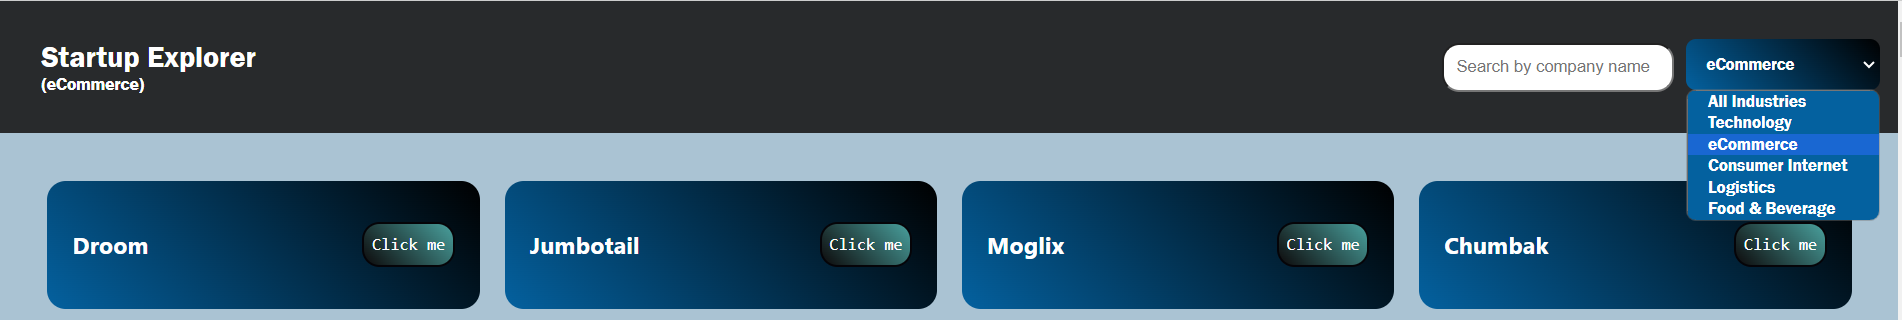 Startup Explorer
(eCommerce)
Search by company name
eCommerce
All Industries
Technology
eCommerce
Consumer Internet
Logistics
Food & Beverage
Droom
Click me
Jumbotail
Click me
Moglix
Click me
Chumbak
Click me